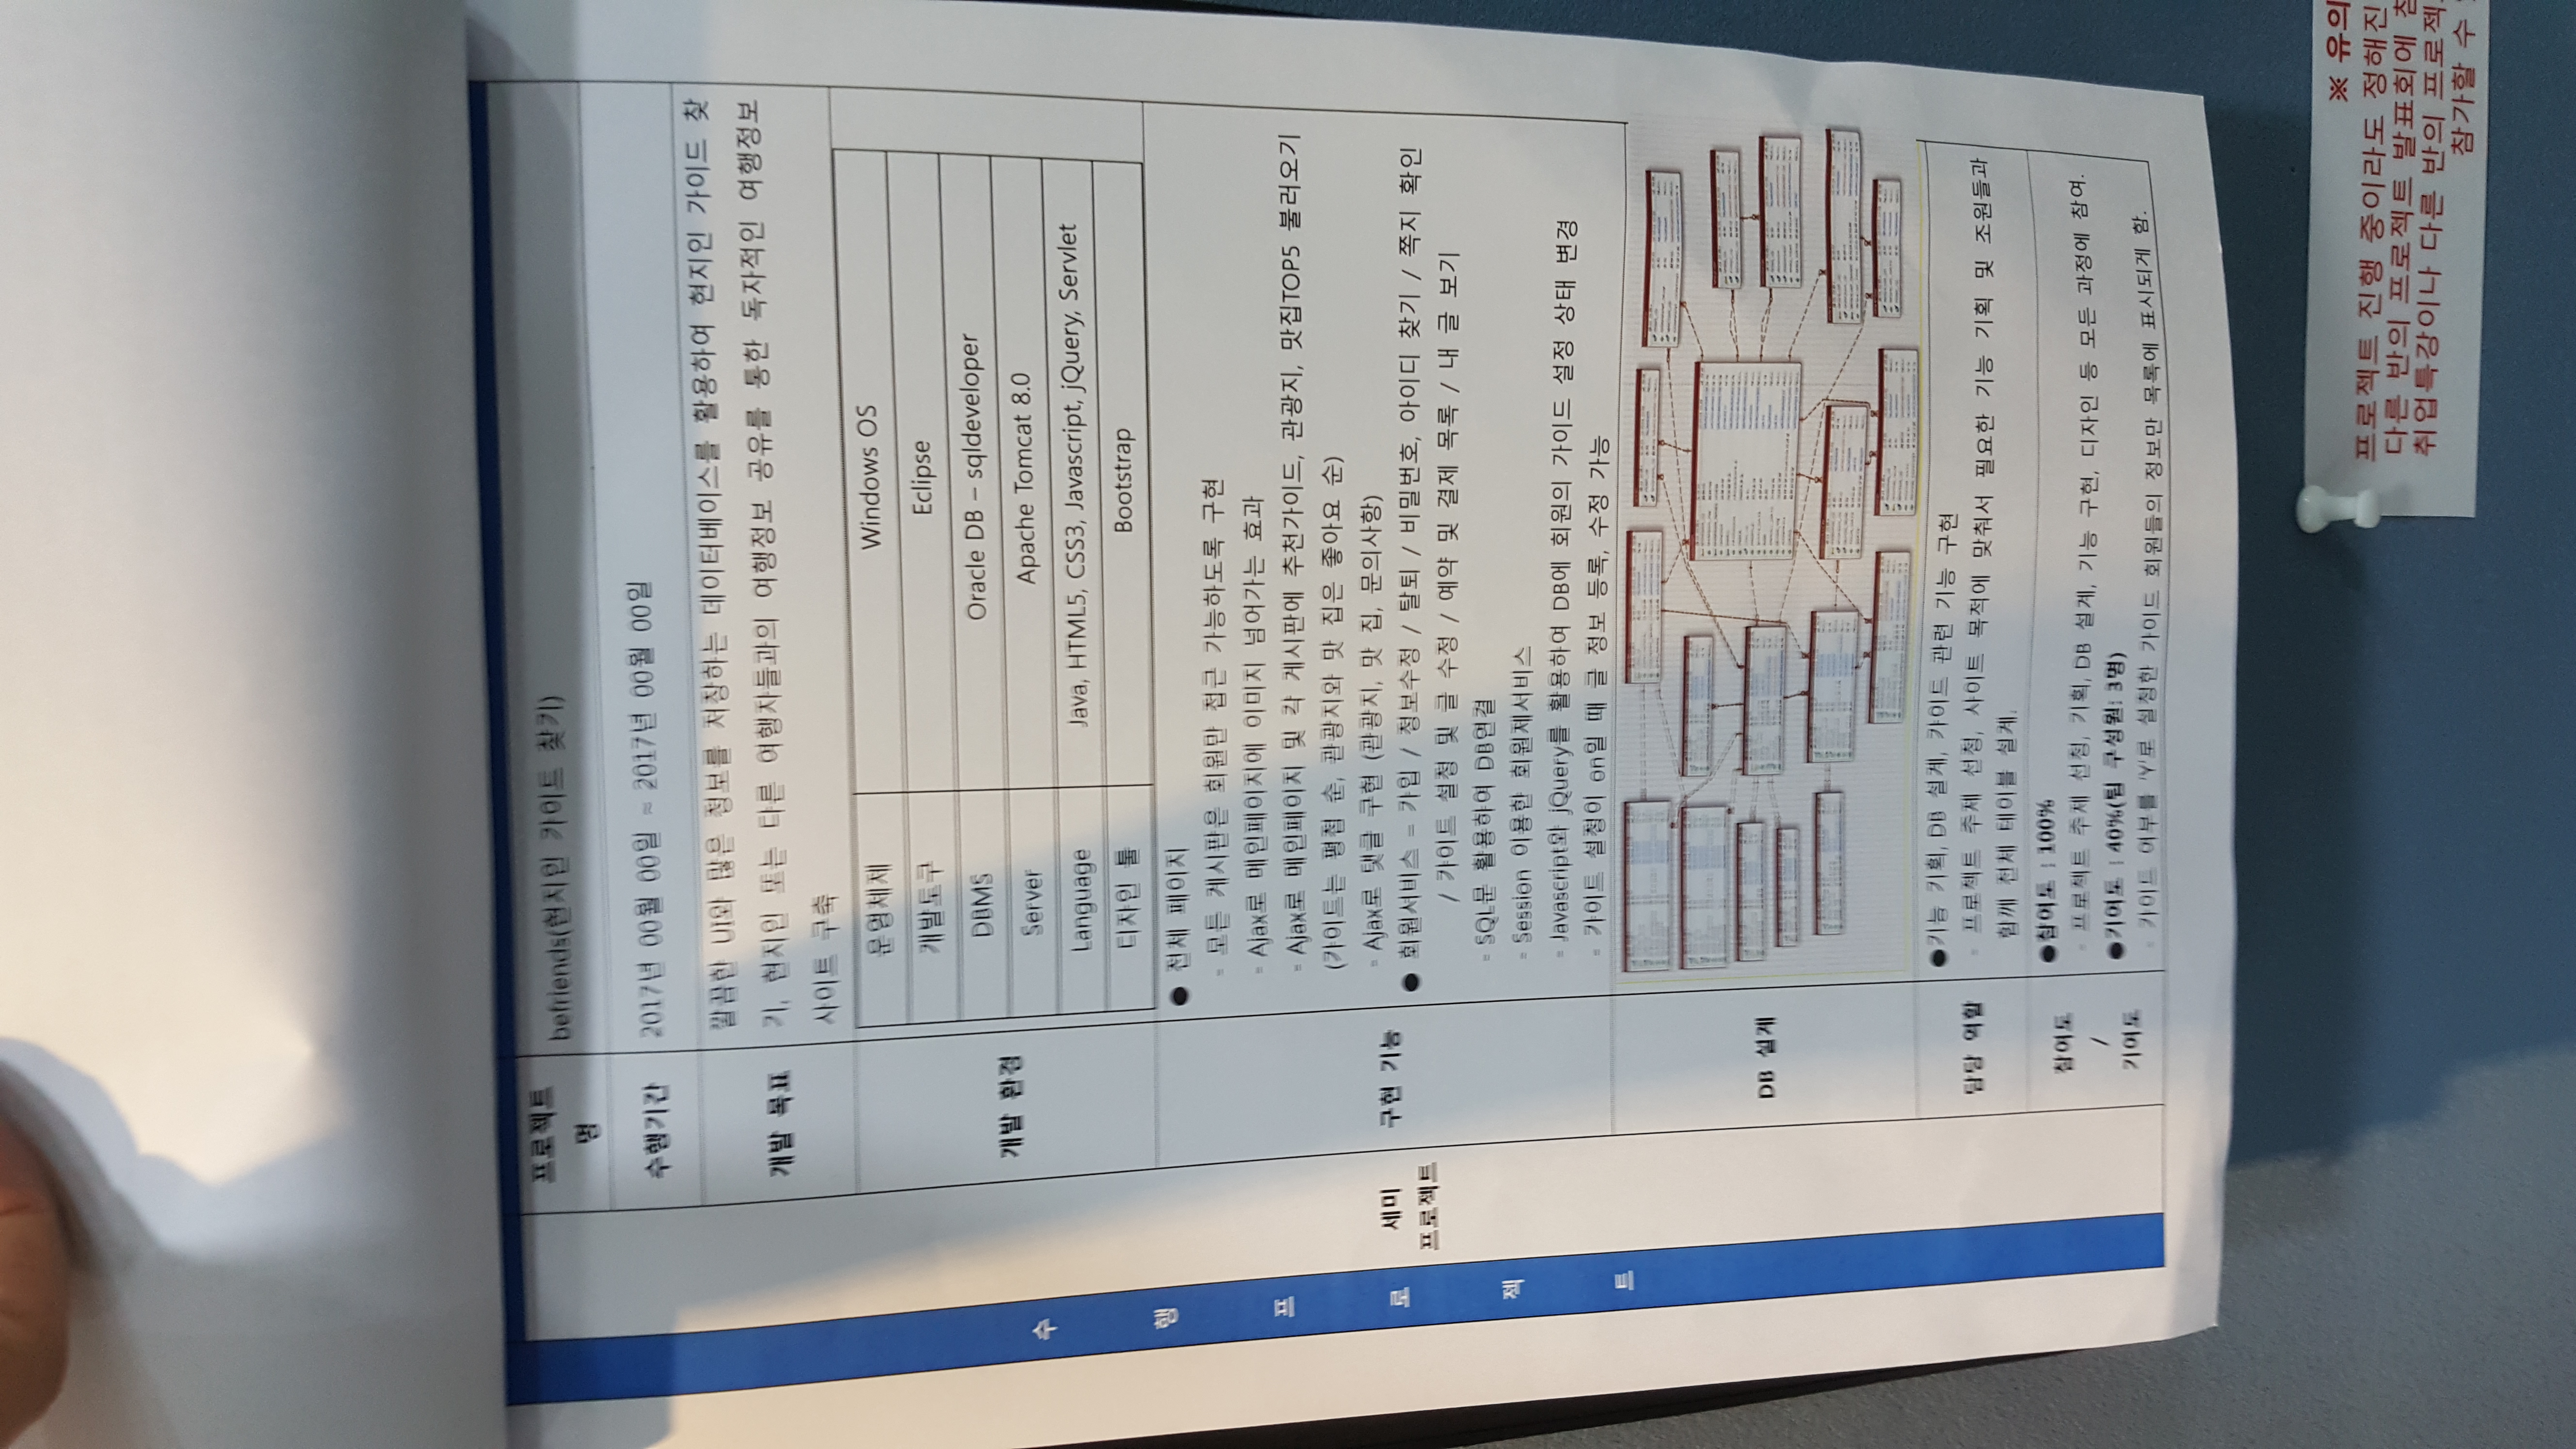 프로젝트
명
befriends(현지인 가이드 찾기)
수행기간
2017년 00월 00일 ~ 2017년 00월 00일
개발 목표
깔끔한 UI와 많은 정보를 저장하는 데이터베이스를 활용하여 현지인 가이드 찾
기, 현지인 또는 다른 여행자들과의 여행정보 공유를 통한 독자적인 여행정보
사이트 구축
개발 환경
운영체제 Windows OS
개발도구 Eclipse
DBMS Oracle DB – sqldeveloper
Server Apache Tomcat 8.0
Language Java, HTML5, CSS3, Javascript, jQuery, Servlet
디자인 툴 Bootstrap
수행프로젝트
세미
프로젝트
구현 기능
● 전체 페이지
- 모든 게시판은 회원만 접근 가능하도록 구현
- Ajax로 메인페이지에 이미지 넘어가는 효과
- Ajax로 메인페이지 및 각 게시판에 추천가이드, 관광지, 맛집TOP5 불러오기
(가이드는 평점 순, 관광지와 맛 집은 좋아요 순)
- Ajax로 댓글 구현 (관광지, 맛 집, 문의사항)
● 회원서비스 – 가입 / 정보수정 / 탈퇴 / 비밀번호, 아이디 찾기 / 쪽지 확인
/ 가이드 설정 및 글 수정 / 예약 및 결제 목록 / 내 글 보기
- SQL문 활용하여 DB연결
- Session 이용한 회원제서비스
- Javascript와 jQuery를 활용하여 DB에 회원의 가이드 설정 상태 변경
- 가이드 설정이 on일 때 글 정보 등록, 수정 가능
DB 설계
담당 역할
●기능 기획, DB 설계, 가이드 관련 기능 구현
- 프로젝트 주제 선정, 사이트 목적에 맞춰서 필요한 기능 기획 및 조원들과
함께 전체 테이블 설계.
참여도
/
기여도
●참여도 : 100%
- 프로젝트 주제 선정, 기획, DB 설계, 기능 구현, 디자인 등 모든 과정에 참여.
●기여도 : 40%(팀 구성원: 3명)
- 가이드 여부를 'Y'로 설정한 가이드 회원들의 정보만 목록에 표시되게 함.
※ 유의
프로젝트 진행 중이라도 정해진
다른 반의 프로젝트 발표회에 참
취업특강이나 다른 반의 프로젝
참가할 수